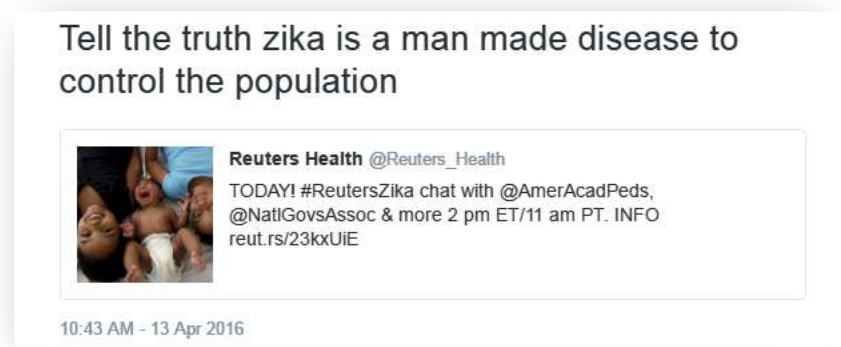 Tell the truth zika is a man made disease to
control the population
Reuters Health @Reuters_Health
TODAY! #ReutersZika chat with @AmerAcadPeds,
@NatlGovsAssoc & more 2 pm ET/11 am PT. INFO
reut.rs/23kxUiE
10:43 AM - 13 Apr 2016